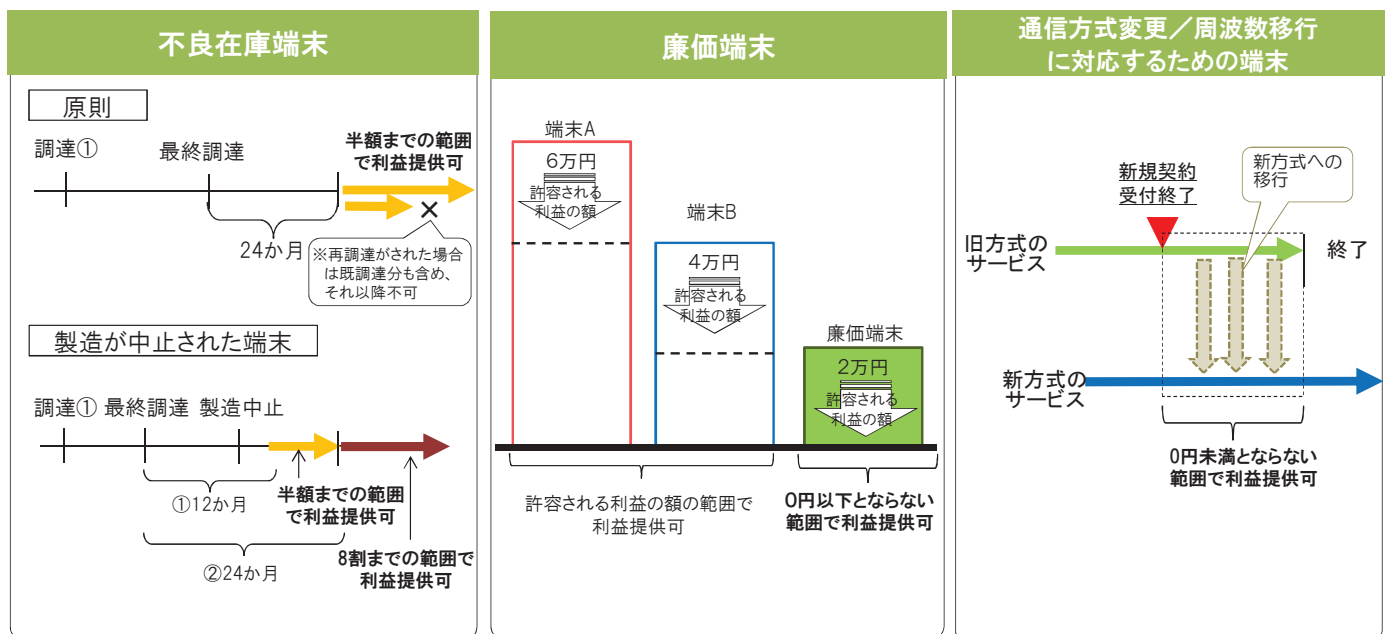 不良在庫端末
原則
調達①
最終調達
半額までの範囲
で利益提供可
×
24か月
※再調達がされた場合
は既調達分も含め、
それ以降不可
製造が中止された端末
調達① 最終調達 製造中止
①12か月
半額までの範囲
で利益提供可
②24か月
8割までの範囲で
利益提供可
廉価端末
端末A
6万円
許容される
利益の額
端末B
4万円
許容される
利益の額
廉価端末
2万円
許容される
利益の額
許容される利益の額の範囲で
利益提供可
0円以下とならない
範囲で利益提供可
通信方式変更／周波数移行
に対応するための端末
新規契約
受付終了
新方式への
移行
旧方式の
サービス
終了
新方式の
サービス
0円未満とならない
範囲で利益提供可